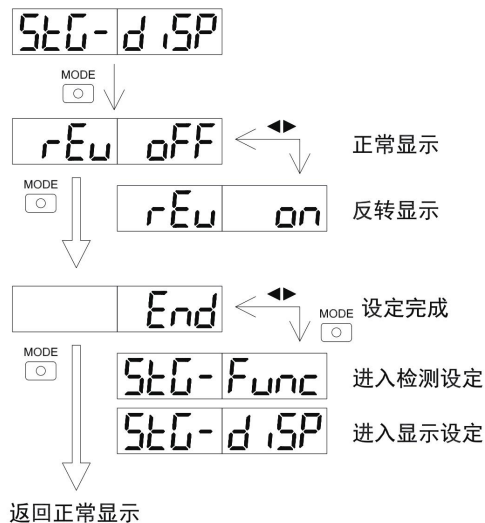 StG- diSP
MODE
rEv oFF
正常显示
MODE
rEv on
反转显示
End
MODE
设定完成
MODE
StG- Func
进入检测设定
StG- diSP
进入显示设定
返回正常显示